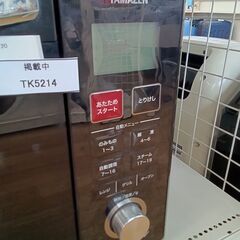 YAMAZEN
掲載中
TK5214
あたため
スタート
とりけし
自動メニュー
のみもの
1~3
4~6
自動調理
7~16
スチーム
17~19
レンジ
グリル
オーブン